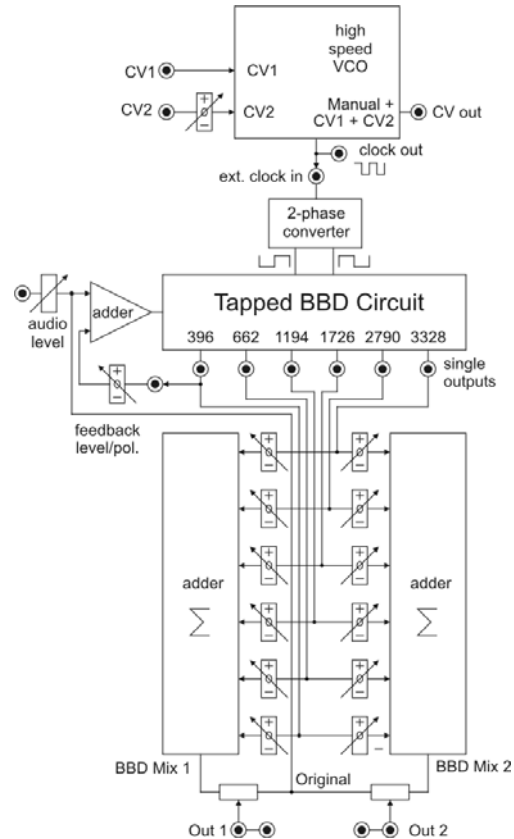 high
speed
VCO
CV1
CV1
CV2
CV2
Manual +
CV1 + CV2
CV out
clock out
ext. clock in
2-phase
converter
Tapped BBD Circuit
396 662 1194 1726 2790 3328
adder
audio
level
single
outputs
feedback
level/pol.
adder
Σ
adder
Σ
BBD Mix 1
Original
BBD Mix 2
Out 1
Out 2